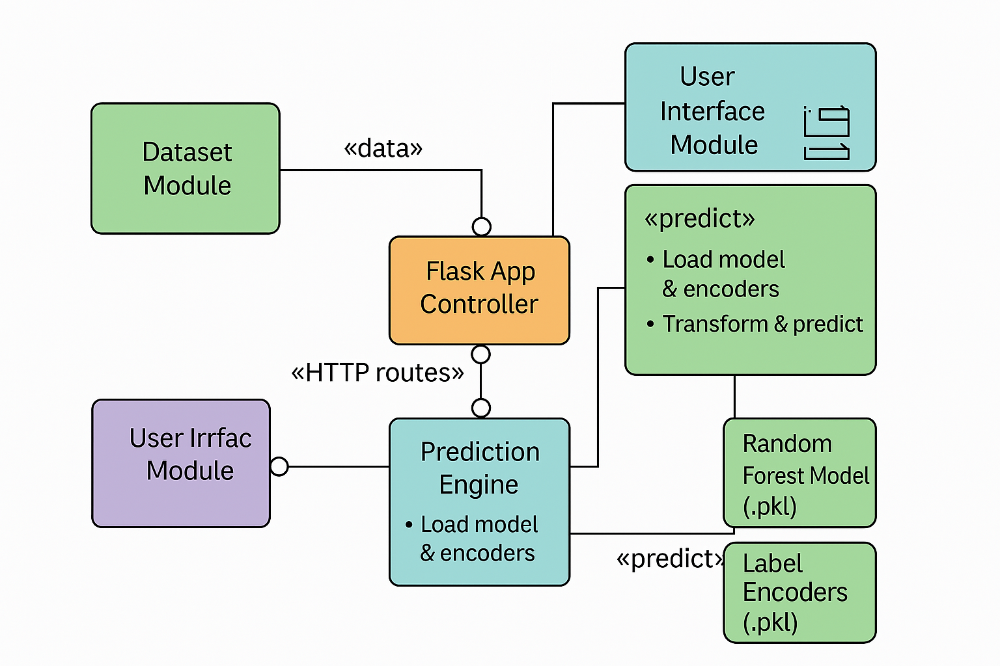 Dataset
Module
«data»
User
Interface
Module
«predict»
• Load model
& encoders
• Transform & predict
Flask App
Controller
«HTTP routes»
User Irrfac
Module
Prediction
Engine
• Load model
& encoders
Random
Forest Model
(.pkl)
«predict»
Label
Encoders
(.pkl)